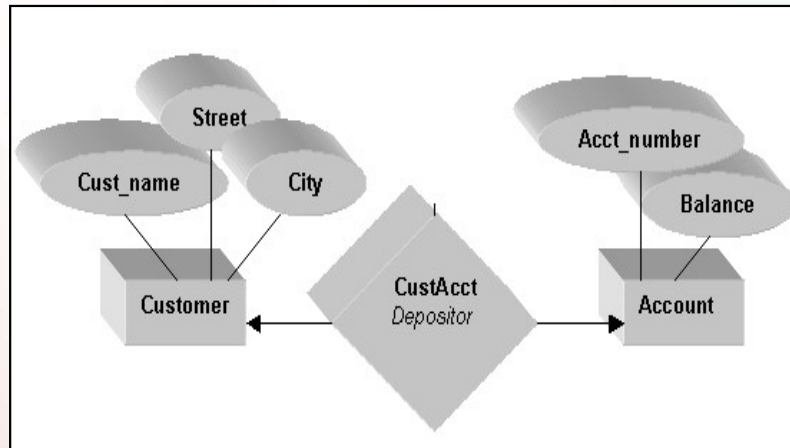 Street
Cust_name
City
Customer
CustAcct
Depositor
Acct_number
Balance
Account